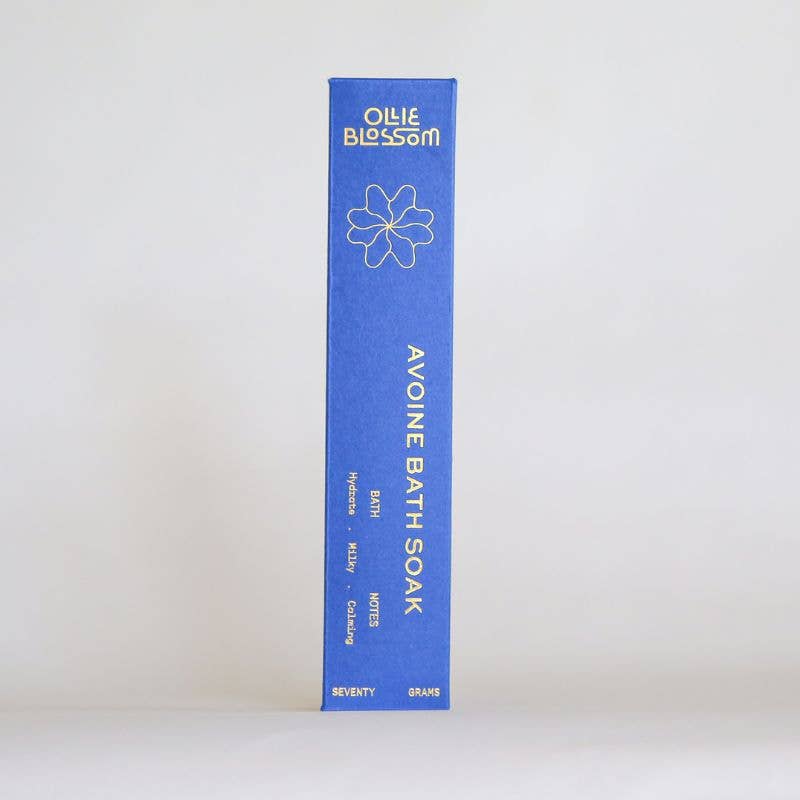 OLLIE
BLOSSOM
AVOINE BATH SOAK
BATH NOTES
Hydrate . Milky . Calming
SEVENTY GRAMS